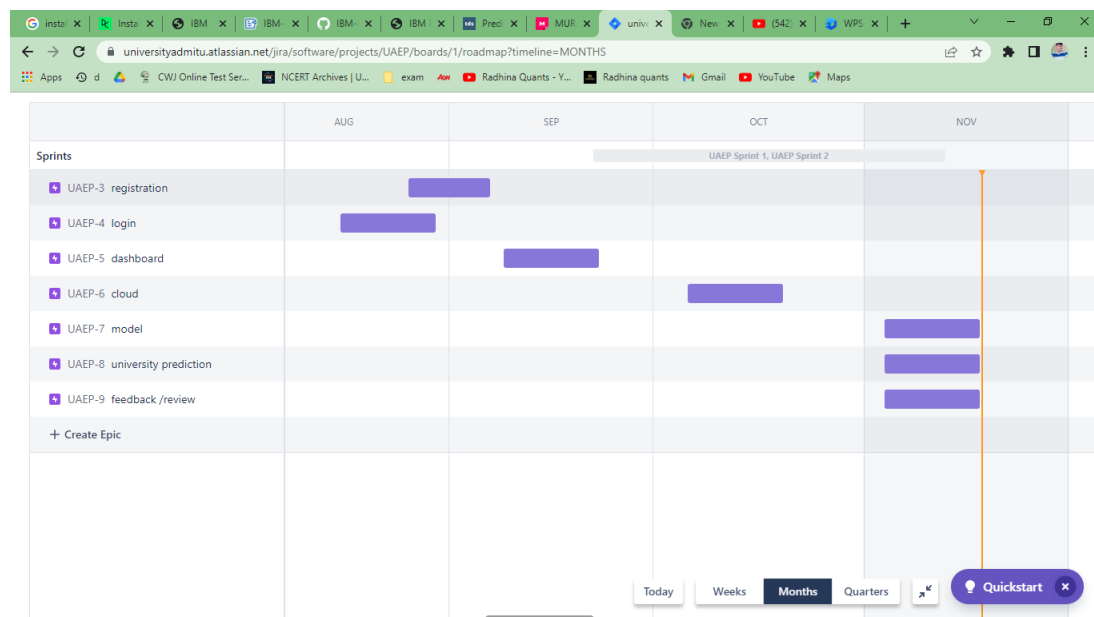 instal Insta IBM IBM- IBM- IBM Predi MUR unive New (542) WPS
universityadmitu.atlassian.net/jira/software/projects/UAEP/boards/1/roadmap?timeline=MONTHS
Apps d CWJ Online Test Ser... NCERT Archives | U... exam AON Radhina Quants - Y... Radhina quants Gmail YouTube Maps
AUG SEP OCT NOV
Sprints UAEP Sprint 1, UAEP Sprint 2
UAEP-3 registration
UAEP-4 login
UAEP-5 dashboard
UAEP-6 cloud
UAEP-7 model
UAEP-8 university prediction
UAEP-9 feedback /review
+ Create Epic
Today Weeks Months Quarters Quickstart